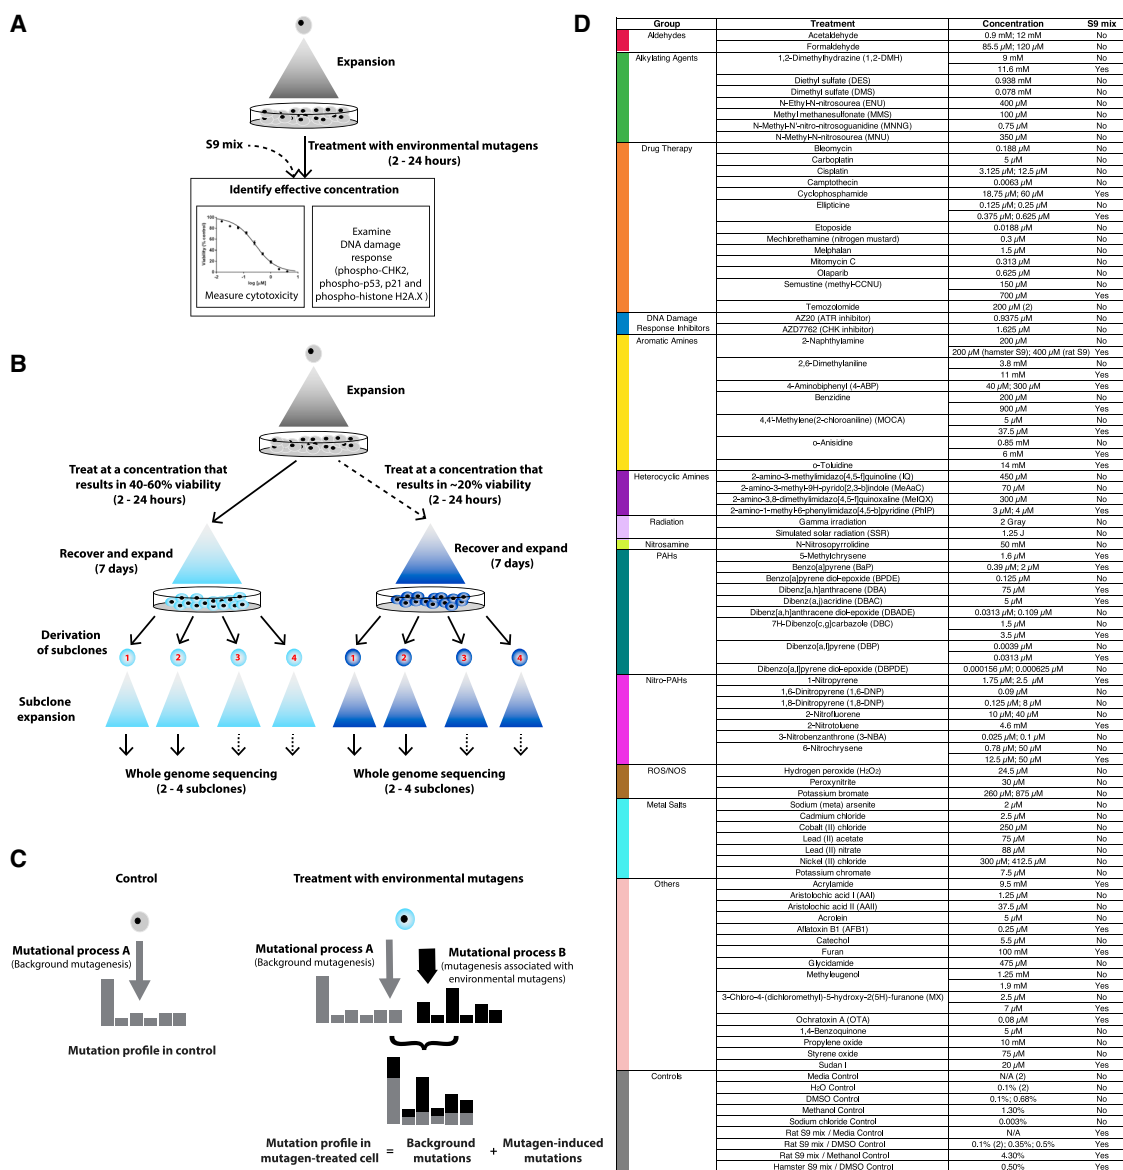 A
Expansion
S9 mix
Treatment with environmental mutagens
(2 - 24 hours)
Identify effective concentration
Viability (% control)
100
80
60
40
20
0
-2
-1
0
1
log [µM]
Measure cytotoxicity
Examine
DNA damage
response
(phospho-CHK2,
phospho-p53, p21 and
phospho-histone H2A.X )
B
Expansion
Treat at a concentration that
results in 40-60% viability
(2 - 24 hours)
Treat at a concentration that
results in ~20% viability
(2 - 24 hours)
Recover and expand
(7 days)
Recover and expand
(7 days)
Derivation
of subclones
1 2 3 4 1 2 3 4
Subclone
expansion
Whole genome sequencing
(2 - 4 subclones)
Whole genome sequencing
(2 - 4 subclones)
C
Control
Treatment with environmental mutagens
Mutational process A
(Background mutagenesis)
Mutation profile in control
Mutational process A
(Background mutagenesis)
Mutational process B
(mutagenesis associated with
environmental mutagens)
Mutation profile in
mutagen-treated cell
=
Background
mutations
+
Mutagen-induced
mutations
D
Group Treatment Concentration S9 mix
Aldehydes Acetaldehyde 0.9 mM; 12 mM No
Formaldehyde 85.5 µM; 120 µM No
Alkylating Agents 1,2-Dimethylhydrazine (1,2-DMH) 9 mM No
11.6 mM Yes
Diethyl sulfate (DES) 0.938 mM No
Dimethyl sulfate (DMS) 0.078 mM No
N-Ethyl-N-nitrosourea (ENU) 400 µM No
Methyl methanesulfonate (MMS) 100 µM No
N-Methyl-N'-nitro-nitrosoguanidine (MNNG) 0.75 µM No
N-Methyl-N-nitrosourea (MNU) 350 µM No
Drug Therapy Bleomycin 0.188 µM No
Carboplatin 5 µM No
Cisplatin 3.125 µM; 12.5 µM No
Camptothecin 0.0063 µM No
Cyclophosphamide 18.75 µM; 60 µM Yes
Ellipticine 0.125 µM; 0.25 µM No
0.375 µM; 0.625 µM Yes
Etoposide 0.0188 µM No
Mechlorethamine (nitrogen mustard) 0.3 µM No
Melphalan 1.5 µM No
Mitomycin C 0.313 µM No
Olaparib 0.625 µM No
Semustine (methyl-CCNU) 150 µM No
700 µM Yes
Temozolomide 200 µM (2) No
DNA Damage Response Inhibitors AZ20 (ATR inhibitor) 0.9375 µM No
AZD7762 (CHK inhibitor) 1.625 µM No
Aromatic Amines 2-Naphthylamine 200 µM No
200 µM (hamster S9); 400 µM (rat S9) Yes
2,6-Dimethylaniline 3.8 mM No
11 mM Yes
4-Aminobiphenyl (4-ABP) 40 µM; 300 µM Yes
Benzidine 200 µM No
900 µM Yes
4,4'-Methylene(2-chloroaniline) (MOCA) 5 µM No
37.5 µM Yes
o-Anisidine 0.85 mM No
6 mM Yes
o-Toluidine 14 mM Yes
Heterocyclic Amines 2-amino-3-methylimidazo[4,5-f]quinoline (IQ) 450 µM No
2-amino-3-methyl-9H-pyrido[2,3-b]indole (MeAaC) 70 µM No
2-amino-3,8-dimethylimidazo[4,5-f]quinoxaline (MeIQX) 300 µM No
2-amino-1-methyl-6-phenylimidazo[4,5-b]pyridine (PhIP) 3 µM; 4 µM Yes
Radiation Gamma irradiation 2 Gray No
Simulated solar radiation (SSR) 1.25 J No
Nitrosamine N-Nitrosopyrrolidine 50 mM No
PAHs 5-Methylchrysene 1.6 µM Yes
Benzo[a]pyrene (BaP) 0.39 µM; 2 µM Yes
Benzo[a]pyrene diol-epoxide (BPDE) 0.125 µM No
Dibenz[a,h]anthracene (DBA) 75 µM Yes
Dibenz(a,j)acridine (DBAC) 5 µM Yes
Dibenz[a,h]anthracene diol-epoxide (DBADE) 0.0313 µM; 0.109 µM No
7H-Dibenzo[c,g]carbazole (DBC) 1.5 µM No
3.5 µM Yes
Dibenzo[a,l]pyrene (DBP) 0.0039 µM No
0.0313 µM Yes
Dibenzo[a,l]pyrene diol-epoxide (DBPDE) 0.000156 µM; 0.000625 µM No
Nitro-PAHs 1-Nitropyrene 1.75 µM; 2.5 µM Yes
1,6-Dinitropyrene (1,6-DNP) 0.09 µM No
1,8-Dinitropyrene (1,8-DNP) 0.125 µM; 8 µM No
2-Nitrofluorene 10 µM; 40 µM No
2-Nitrotoluene 4.6 mM Yes
3-Nitrobenzanthrone (3-NBA) 0.025 µM; 0.1 µM No
6-Nitrochrysene 0.78 µM; 50 µM No
12.5 µM; 50 µM Yes
ROS/NOS Hydrogen peroxide (H₂O₂) 24.5 µM No
Peroxynitrite 30 µM No
Potassium bromate 260 µM; 875 µM No
Metal Salts Sodium (meta) arsenite 2 µM No
Cadmium chloride 2.5 µM No
Cobalt (II) chloride 250 µM No
Lead (II) acetate 75 µM No
Lead (II) nitrate 88 µM No
Nickel (II) chloride 300 µM; 412.5 µM No
Potassium chromate 7.5 µM No
Others Acrylamide 9.5 mM Yes
Aristolochic acid I (AAI) 1.25 µM No
Aristolochic acid II (AAII) 37.5 µM No
Acrolein 5 µM No
Aflatoxin B1 (AFB1) 0.25 µM Yes
Catechol 5.5 µM No
Furan 100 mM Yes
Glycidamide 475 µM No
Methyleugenol 1.25 mM No
1.9 mM Yes
3-Chloro-4-(dichloromethyl)-5-hydroxy-2(5H)-furanone (MX) 2.5 µM No
7 µM Yes
Ochratoxin A (OTA) 0.08 µM Yes
1,4-Benzoquinone 5 µM No
Propylene oxide 10 mM No
Styrene oxide 75 µM No
Sudan I 20 µM Yes
Controls Media Control N/A (2) No
H₂O Control 0.1% (2) No
DMSO Control 0.1%; 0.68% No
Methanol Control 1.30% No
Sodium chloride Control 0.003% No
Rat S9 mix / Media Control N/A Yes
Rat S9 mix / DMSO Control 0.1% (2); 0.35%; 0.5% Yes
Rat S9 mix / Methanol Control 4.30% Yes
Hamster S9 mix / DMSO Control 0.50% Yes